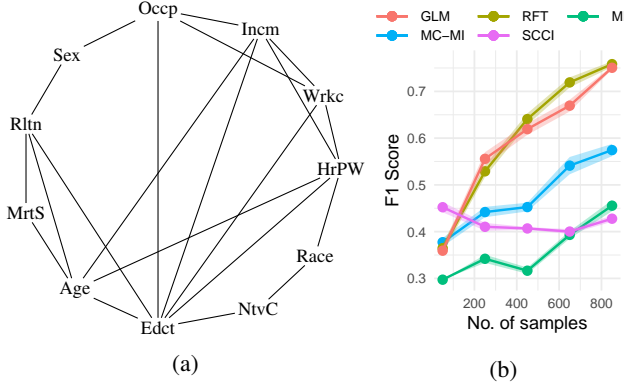 Occp
Incm
Sex
Wrkc
Rltn
HrPW
MrtS
Race
Age
NtvC
Edct
(a)
GLM RFT M
MC-MI SCCI
F1 Score
0.7
0.6
0.5
0.4
0.3
200 400 600 800
No. of samples
(b)